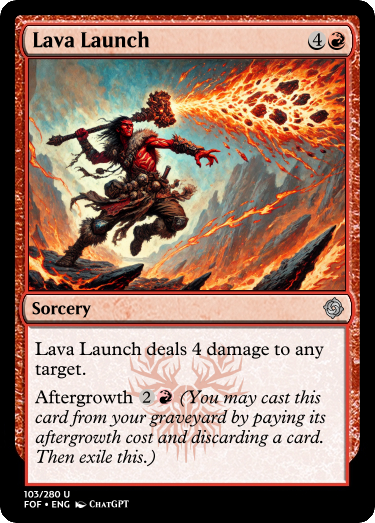 Lava Launch 4
Sorcery
Lava Launch deals 4 damage to any
target.
Aftergrowth 2 (You may cast this
card from your graveyard by paying its
aftergrowth cost and discarding a card.
Then exile this.)
103/280 U
FOF • ENG ChatGPT